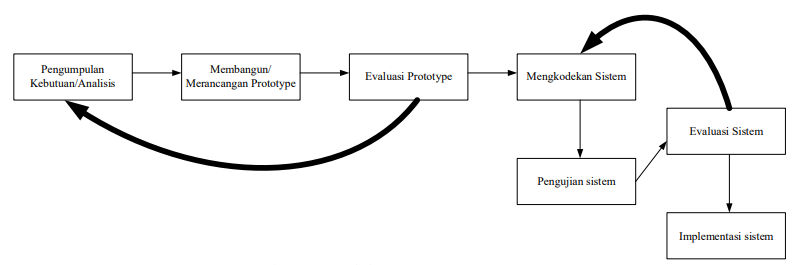 Pengumpulan
Kebutuan/Analisis
Membangun/
Merancangan Prototype
Evaluasi Prototype
Mengkodekan Sistem
Evaluasi Sistem
Pengujian sistem
Implementasi sistem